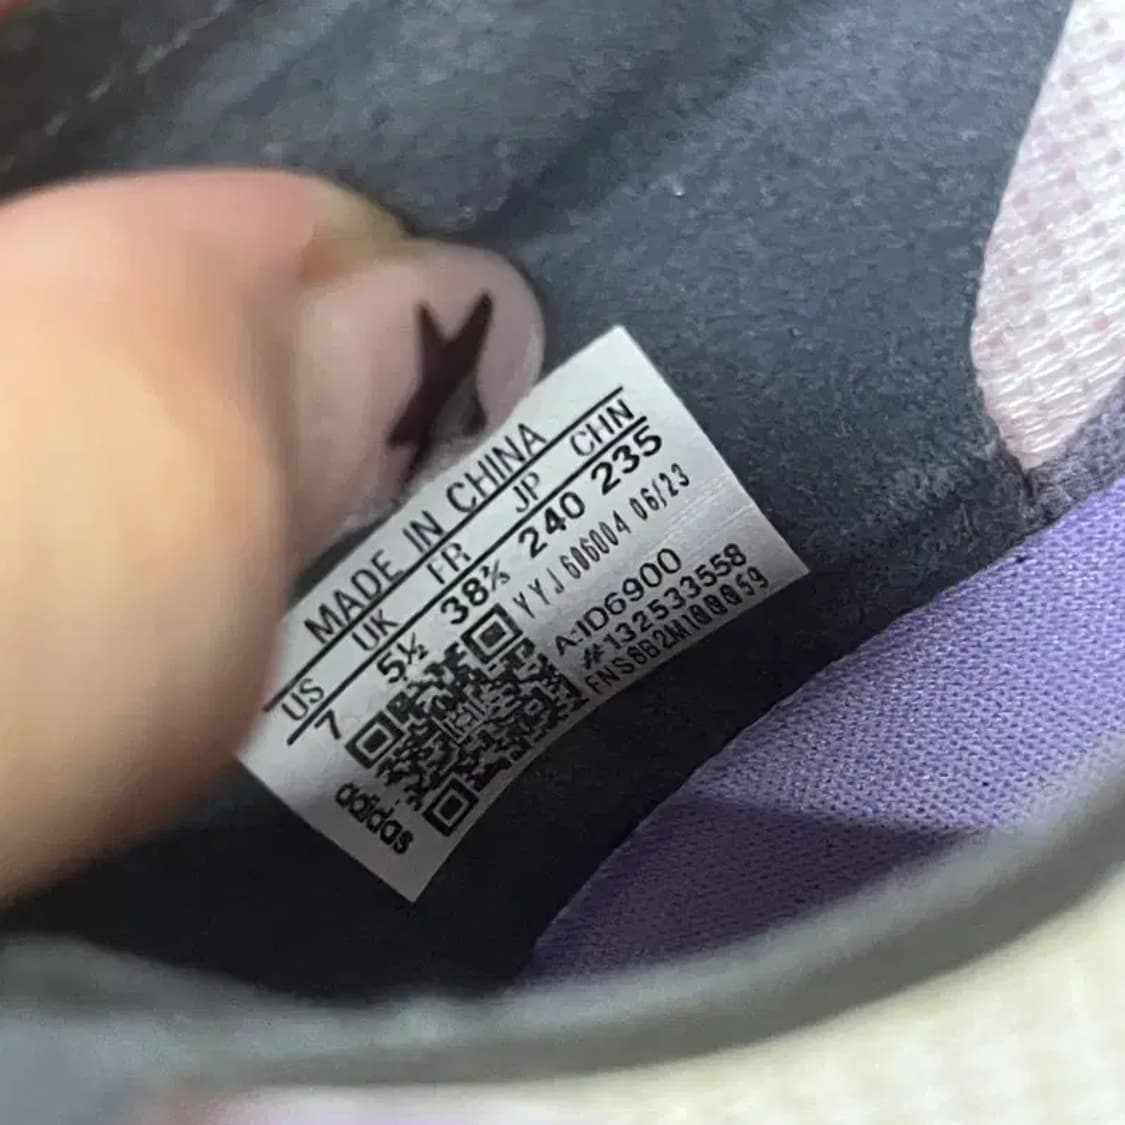 MADE IN CHINA
US UK FR JP CHN
7 5½ 38⅔ 240 235
YYJ 606004 06/23
A:ID6900
#132533558
adidas